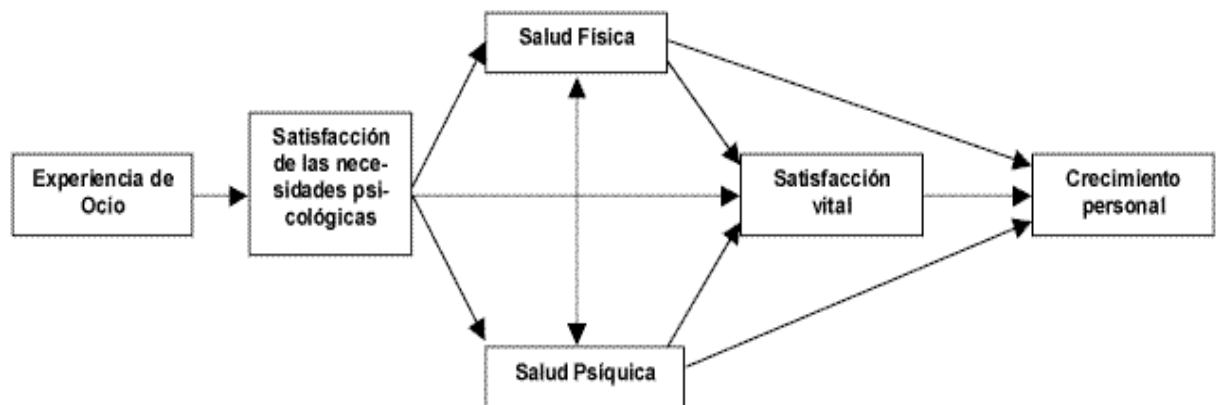 Salud Física
Satisfacción
de las nece-
sidades psi-
cológicas
Experiencia de
Ocio
Satisfacción
vital
Crecimiento
personal
Salud Psíquica